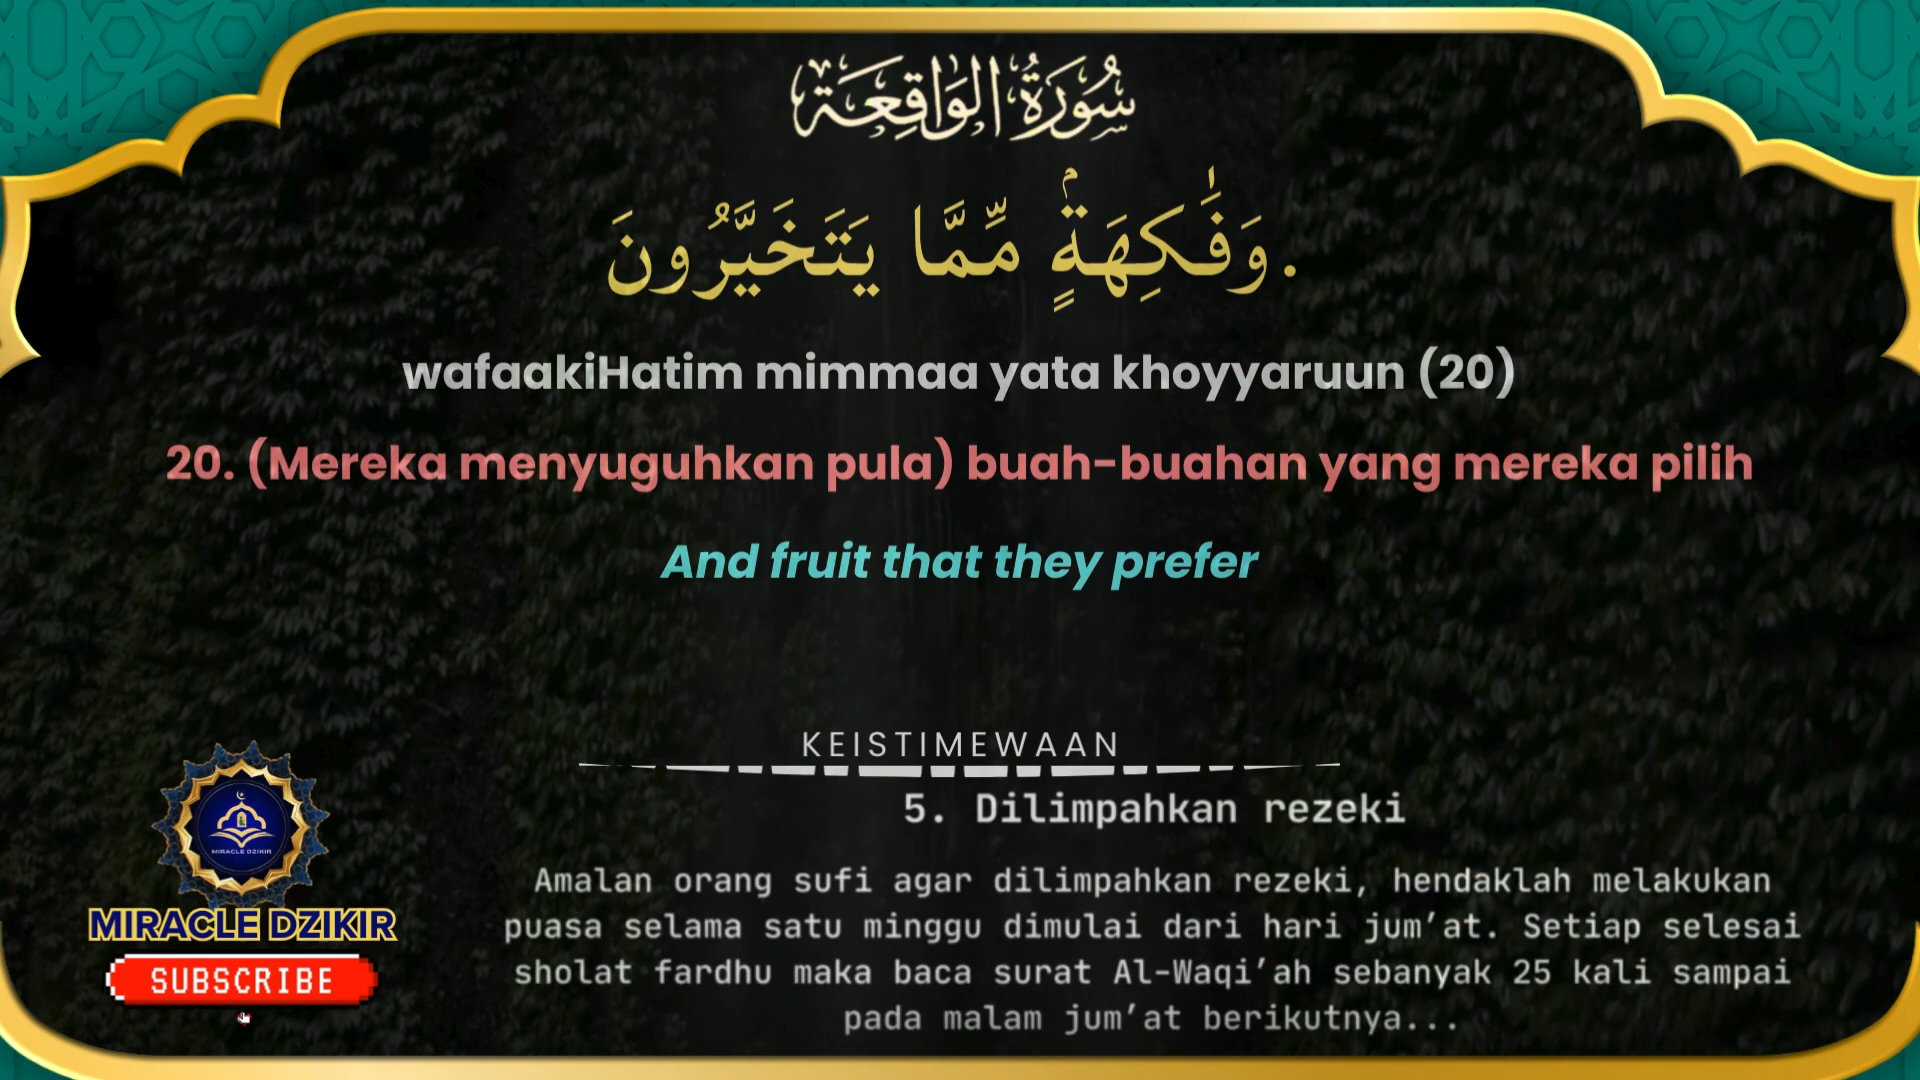 سُورَةُ الْوَاقِعَةِ
وَفَٰكِهَةٍۢ مِّمَّا يَتَخَيَّرُونَ.
wafaakiHatim mimmaa yata khoyyaruun (20)
20. (Mereka menyuguhkan pula) buah-buahan yang mereka pilih
And fruit that they prefer
KEISTIMEWAAN
5. Dilimpahkan rezeki
Amalan orang sufi agar dilimpahkan rezeki, hendaklah melakukan
puasa selama satu minggu dimulai dari hari jum’at. Setiap selesai
sholat fardhu maka baca surat Al-Waqi’ah sebanyak 25 kali sampai
pada malam jum’at berikutnya...
MIRACLE DZIKIR
MIRACLE DZIKIR
SUBSCRIBE